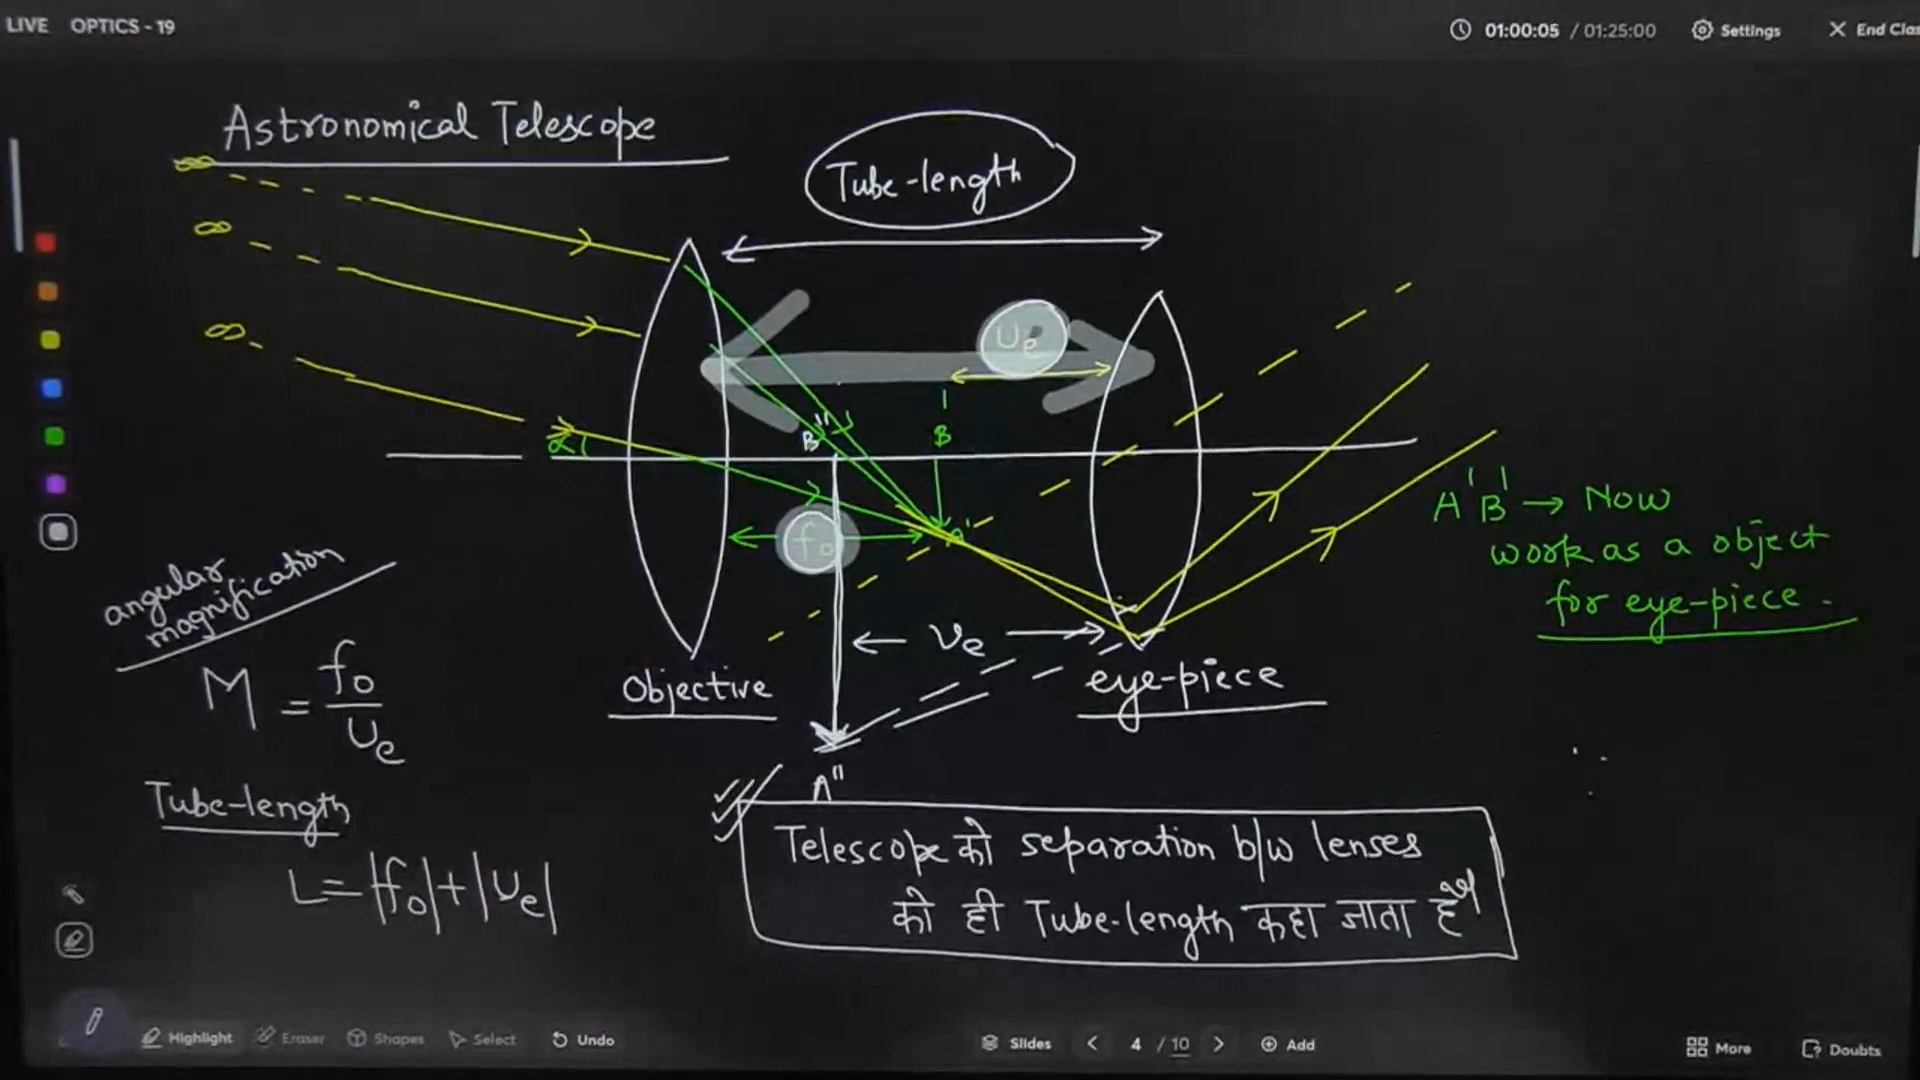 LIVE OPTICS - 19
01:00:05 / 01:25:00
Settings
End Clas
Astronomical Telescope
Tube-length
∞
∞
∞
Ue
B"
B'
α
fo
A'
A'B' → Now
work as a object
for eye-piece.
angular
magnification
M = fo/Ue
νe
Objective
eye-piece
A"
Tube-length
L = |fo| + |Ue|
Telescope को separation b/w lenses
को ही Tube-length कहा जाता है
Highlight
Eraser
Shapes
Select
Undo
Slides
4 / 10
Add
More
Doubts